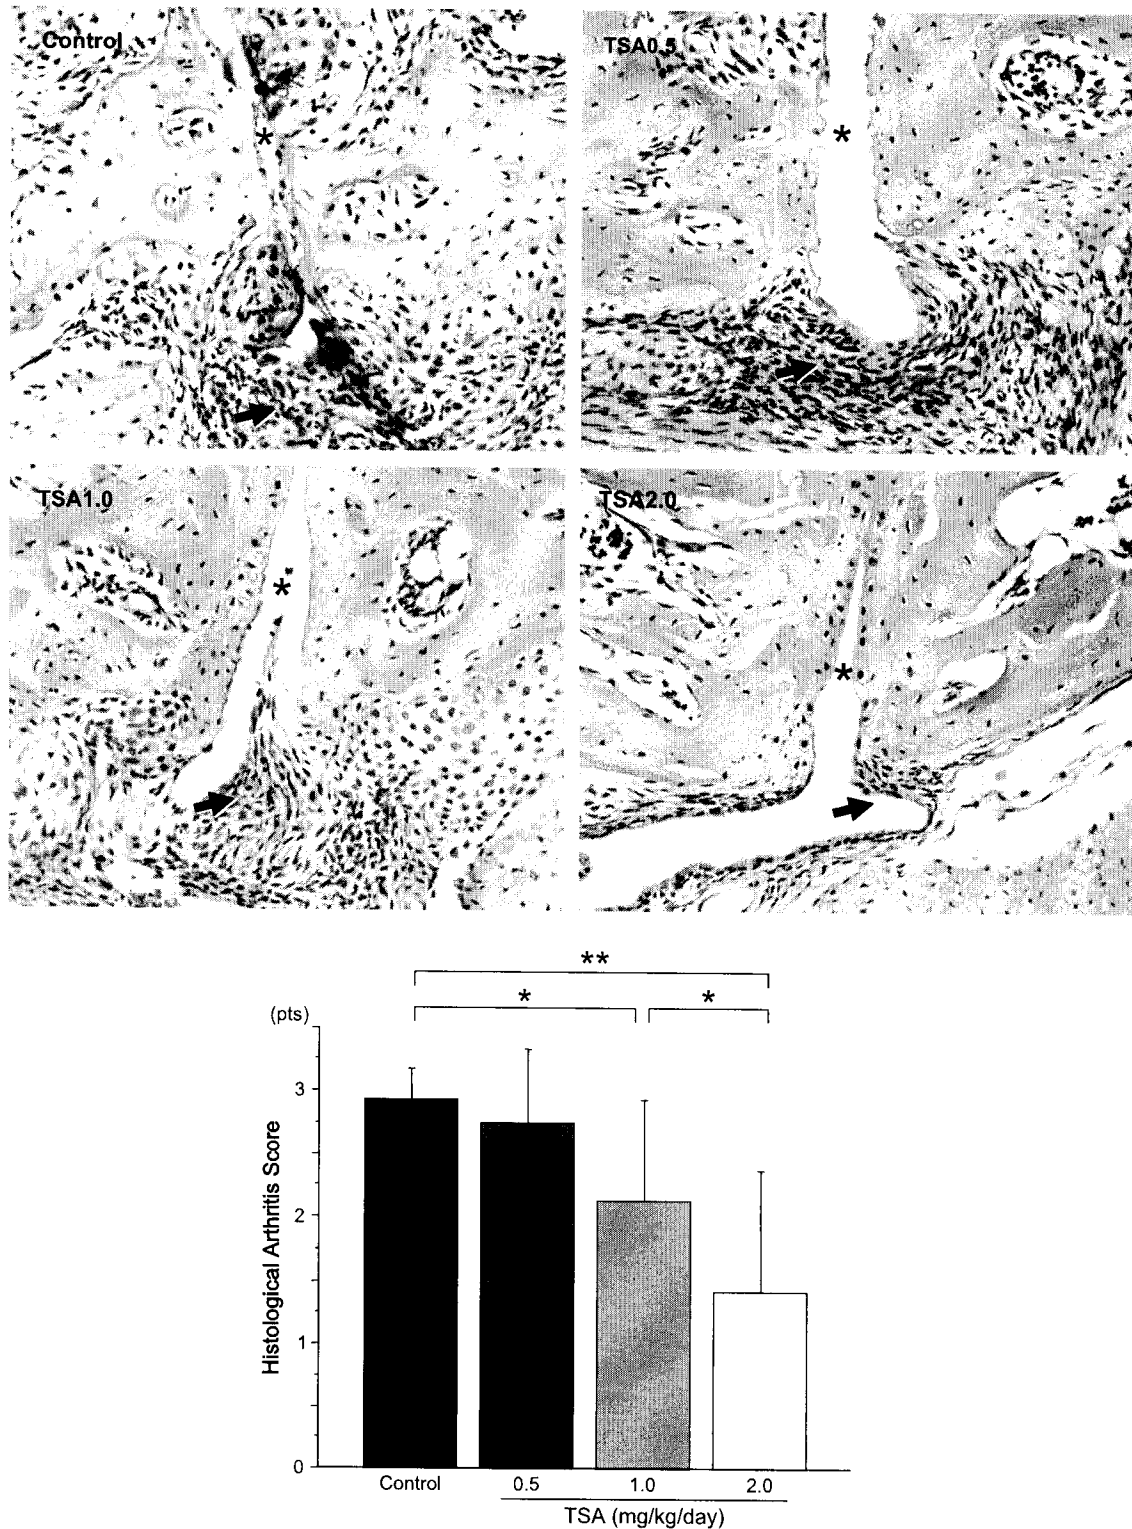 Control
TSA0.5
*
*
TSA1.0
TSA2.0
*
*
**
*
*
(pts)
3
2
1
0
Histological Arthritis Score
Control
0.5
1.0
2.0
TSA (mg/kg/day)